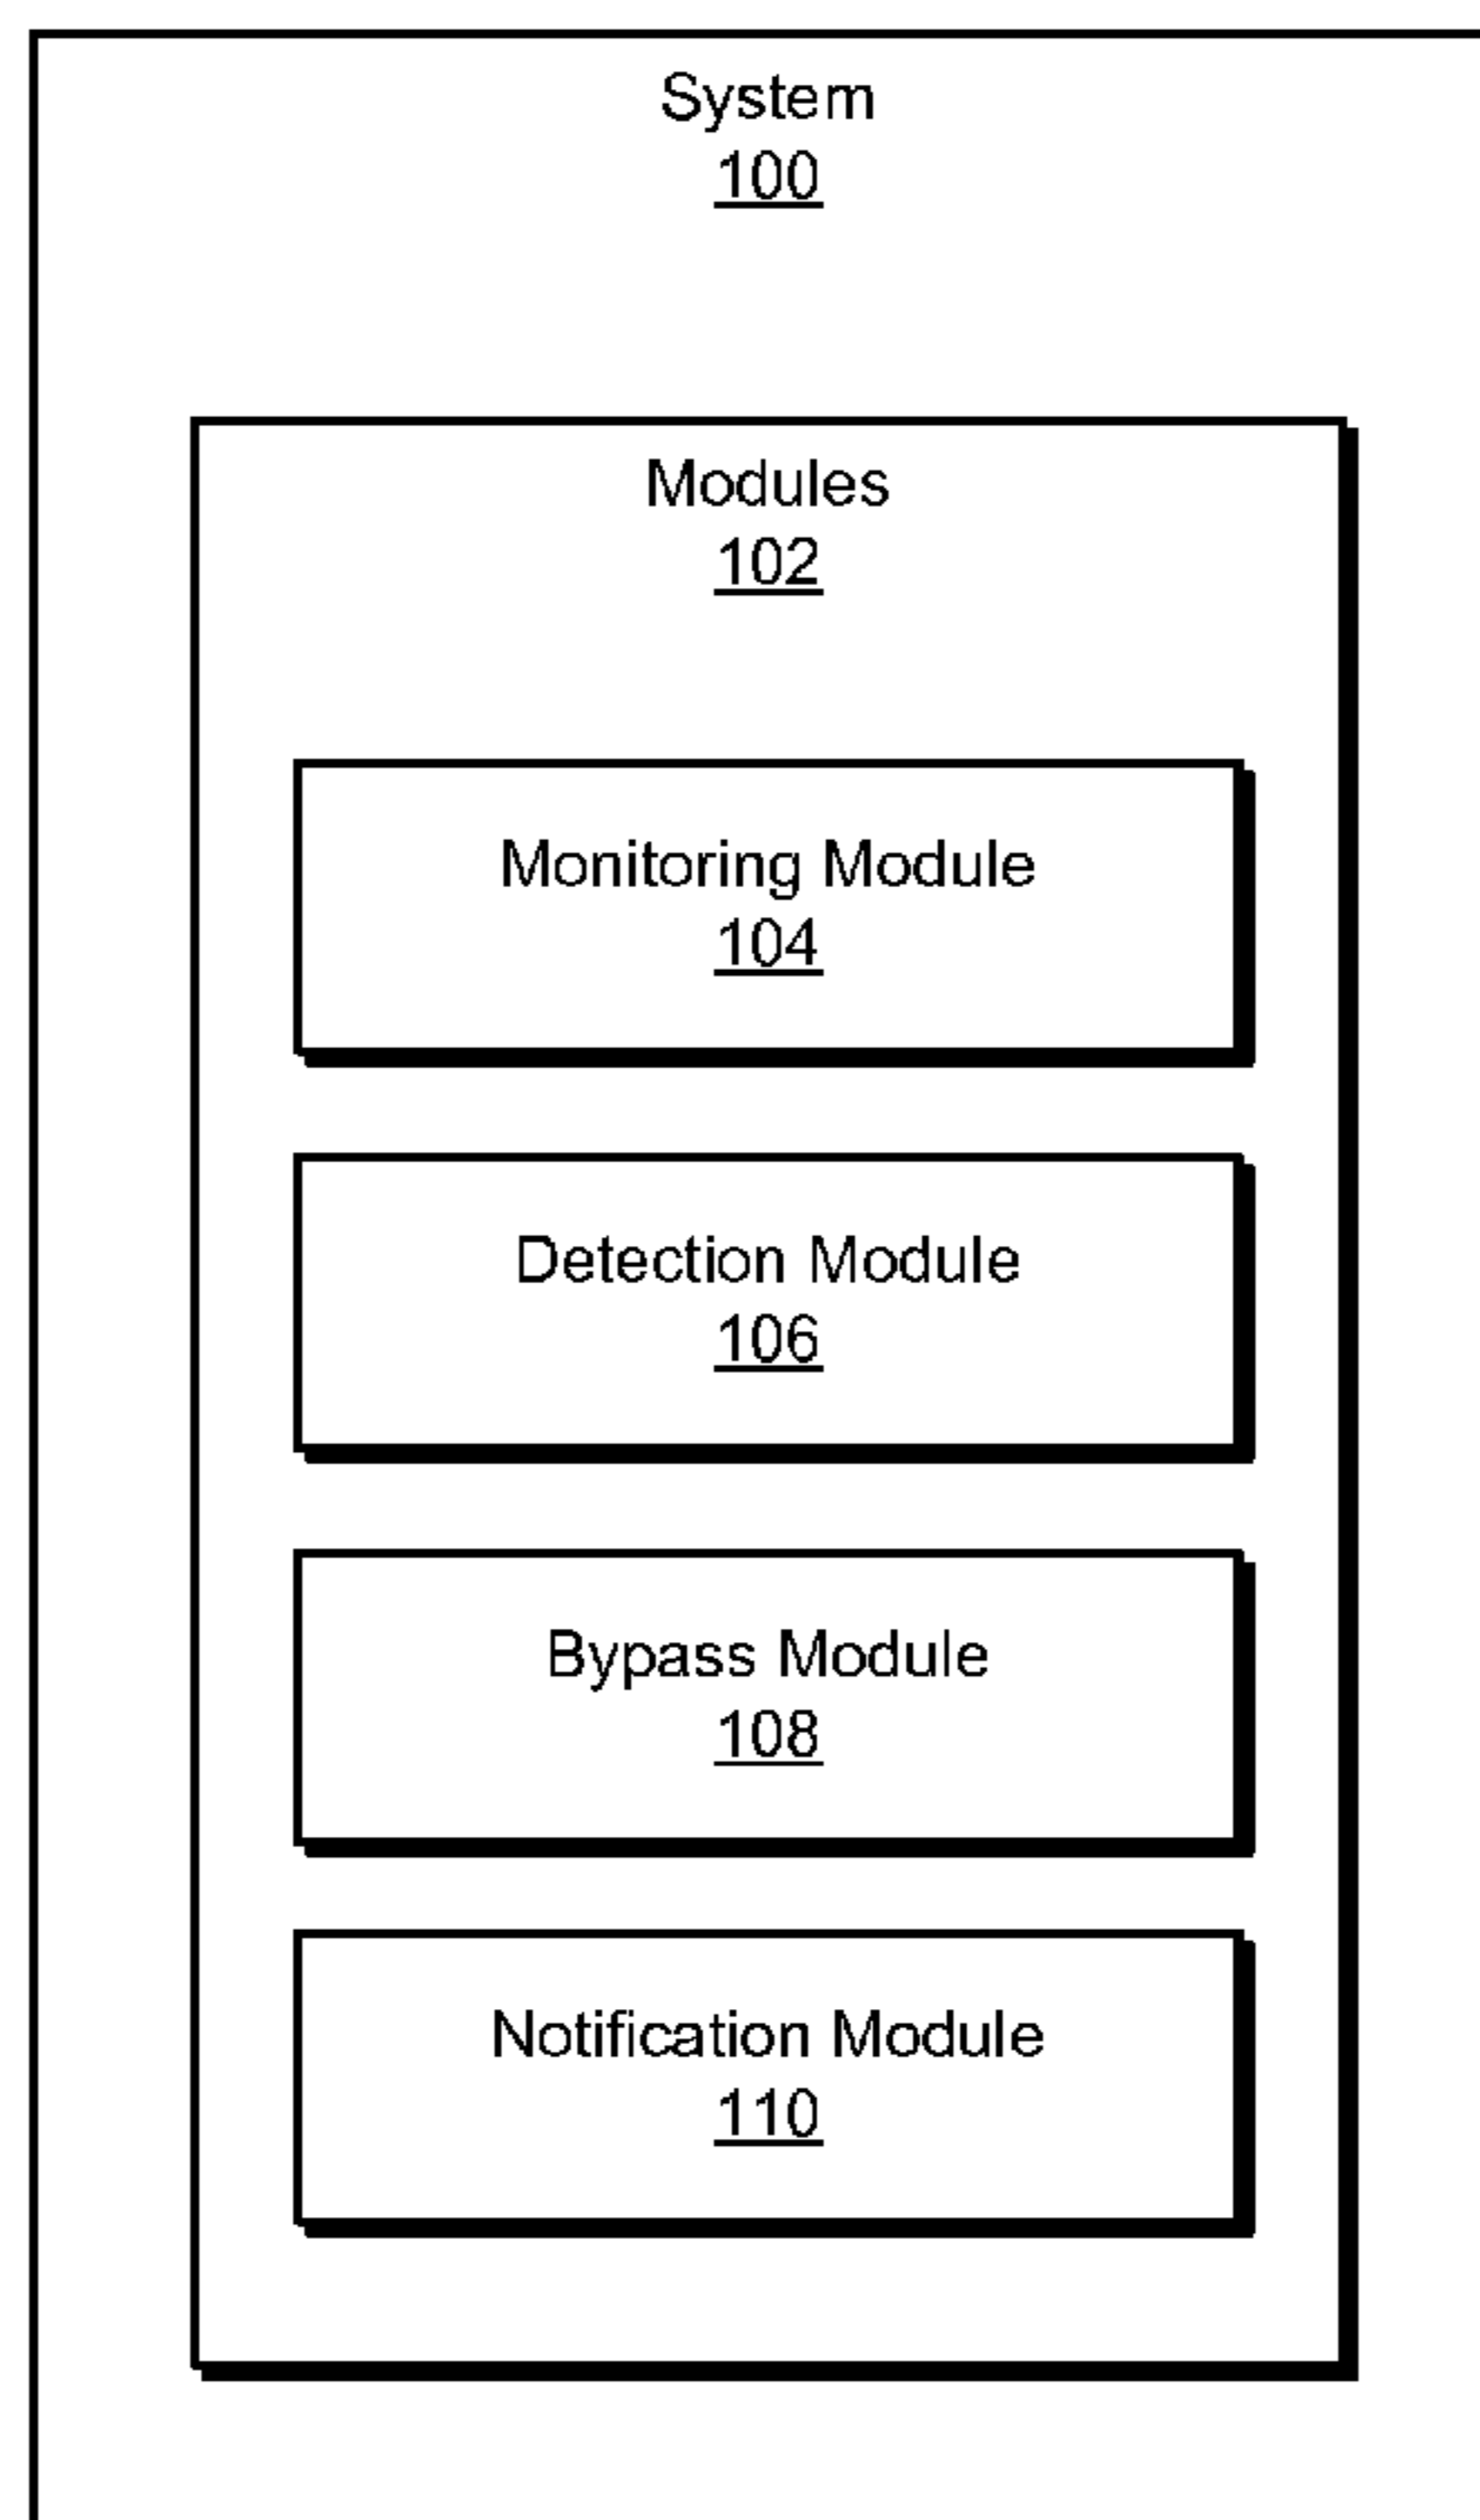 System
100
Modules
102
Monitoring Module
104
Detection Module
106
Bypass Module
108
Notification Module
110